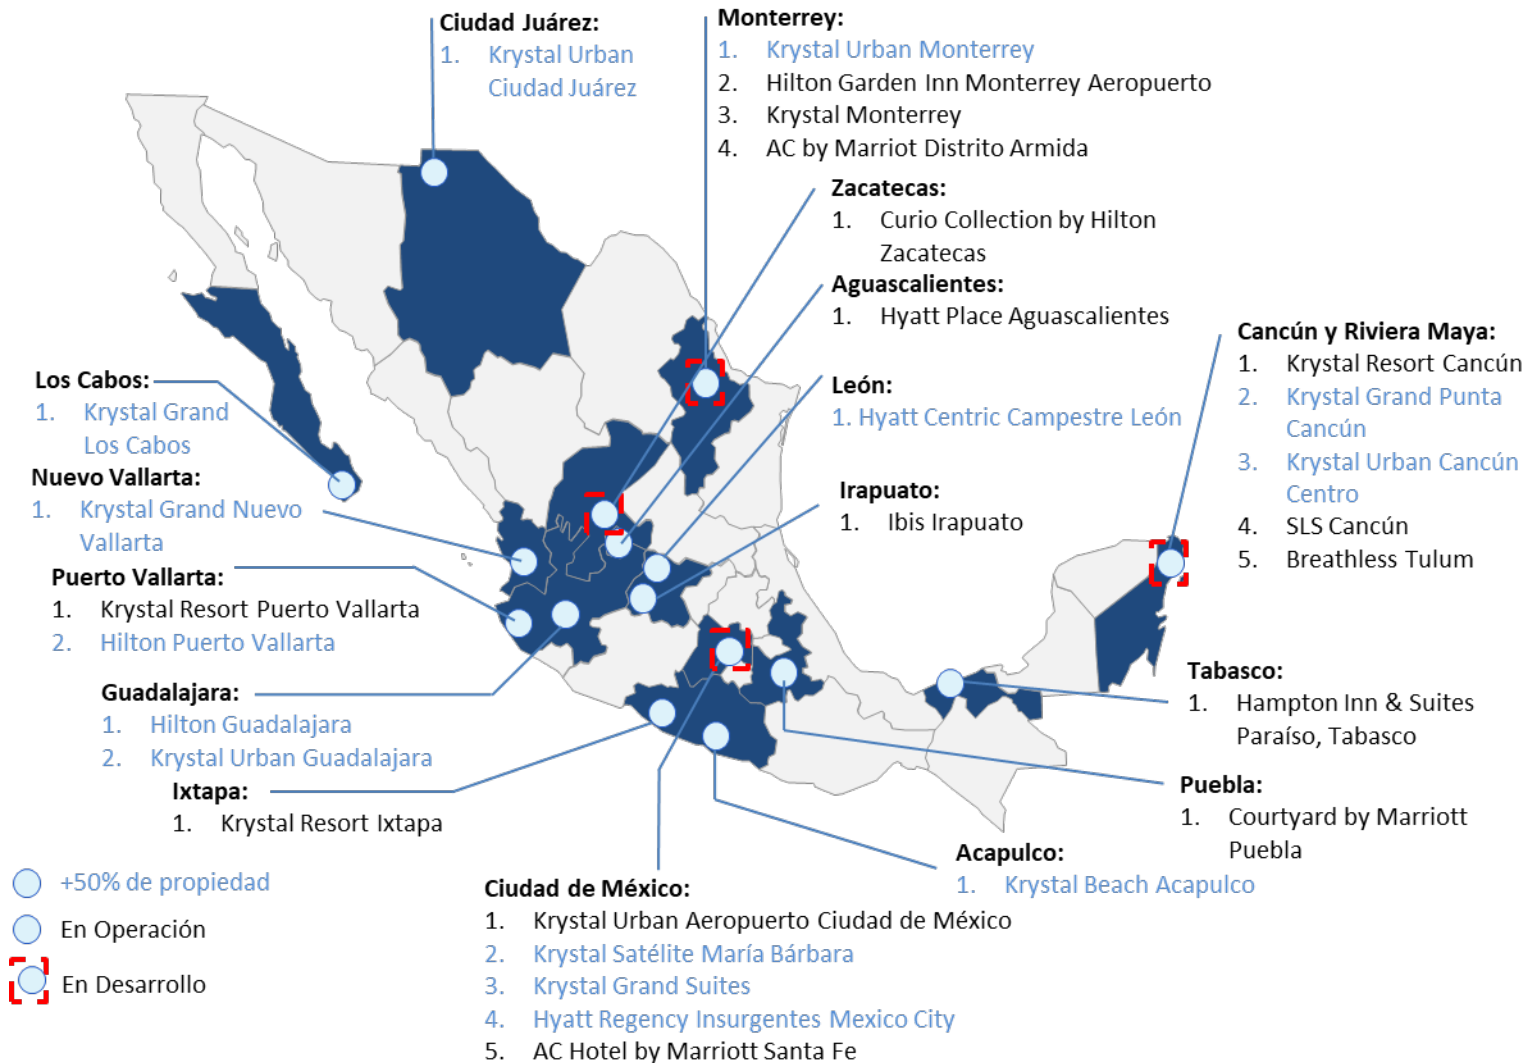 Ciudad Juárez:
1. Krystal Urban
Ciudad Juárez
Monterrey:
1. Krystal Urban Monterrey
2. Hilton Garden Inn Monterrey Aeropuerto
3. Krystal Monterrey
4. AC by Marriot Distrito Armida
Zacatecas:
1. Curio Collection by Hilton
Zacatecas
Aguascalientes:
1. Hyatt Place Aguascalientes
León:
1. Hyatt Centric Campestre León
Irapuato:
1. Ibis Irapuato
Cancún y Riviera Maya:
1. Krystal Resort Cancún
2. Krystal Grand Punta
Cancún
3. Krystal Urban Cancún
Centro
4. SLS Cancún
5. Breathless Tulum
Los Cabos:
1. Krystal Grand
Los Cabos
Nuevo Vallarta:
1. Krystal Grand Nuevo
Vallarta
Puerto Vallarta:
1. Krystal Resort Puerto Vallarta
2. Hilton Puerto Vallarta
Guadalajara:
1. Hilton Guadalajara
2. Krystal Urban Guadalajara
Ixtapa:
1. Krystal Resort Ixtapa
Tabasco:
1. Hampton Inn & Suites
Paraíso, Tabasco
Puebla:
1. Courtyard by Marriott
Puebla
Acapulco:
1. Krystal Beach Acapulco
Ciudad de México:
1. Krystal Urban Aeropuerto Ciudad de México
2. Krystal Satélite María Bárbara
3. Krystal Grand Suites
4. Hyatt Regency Insurgentes Mexico City
5. AC Hotel by Marriott Santa Fe
+50% de propiedad
En Operación
En Desarrollo